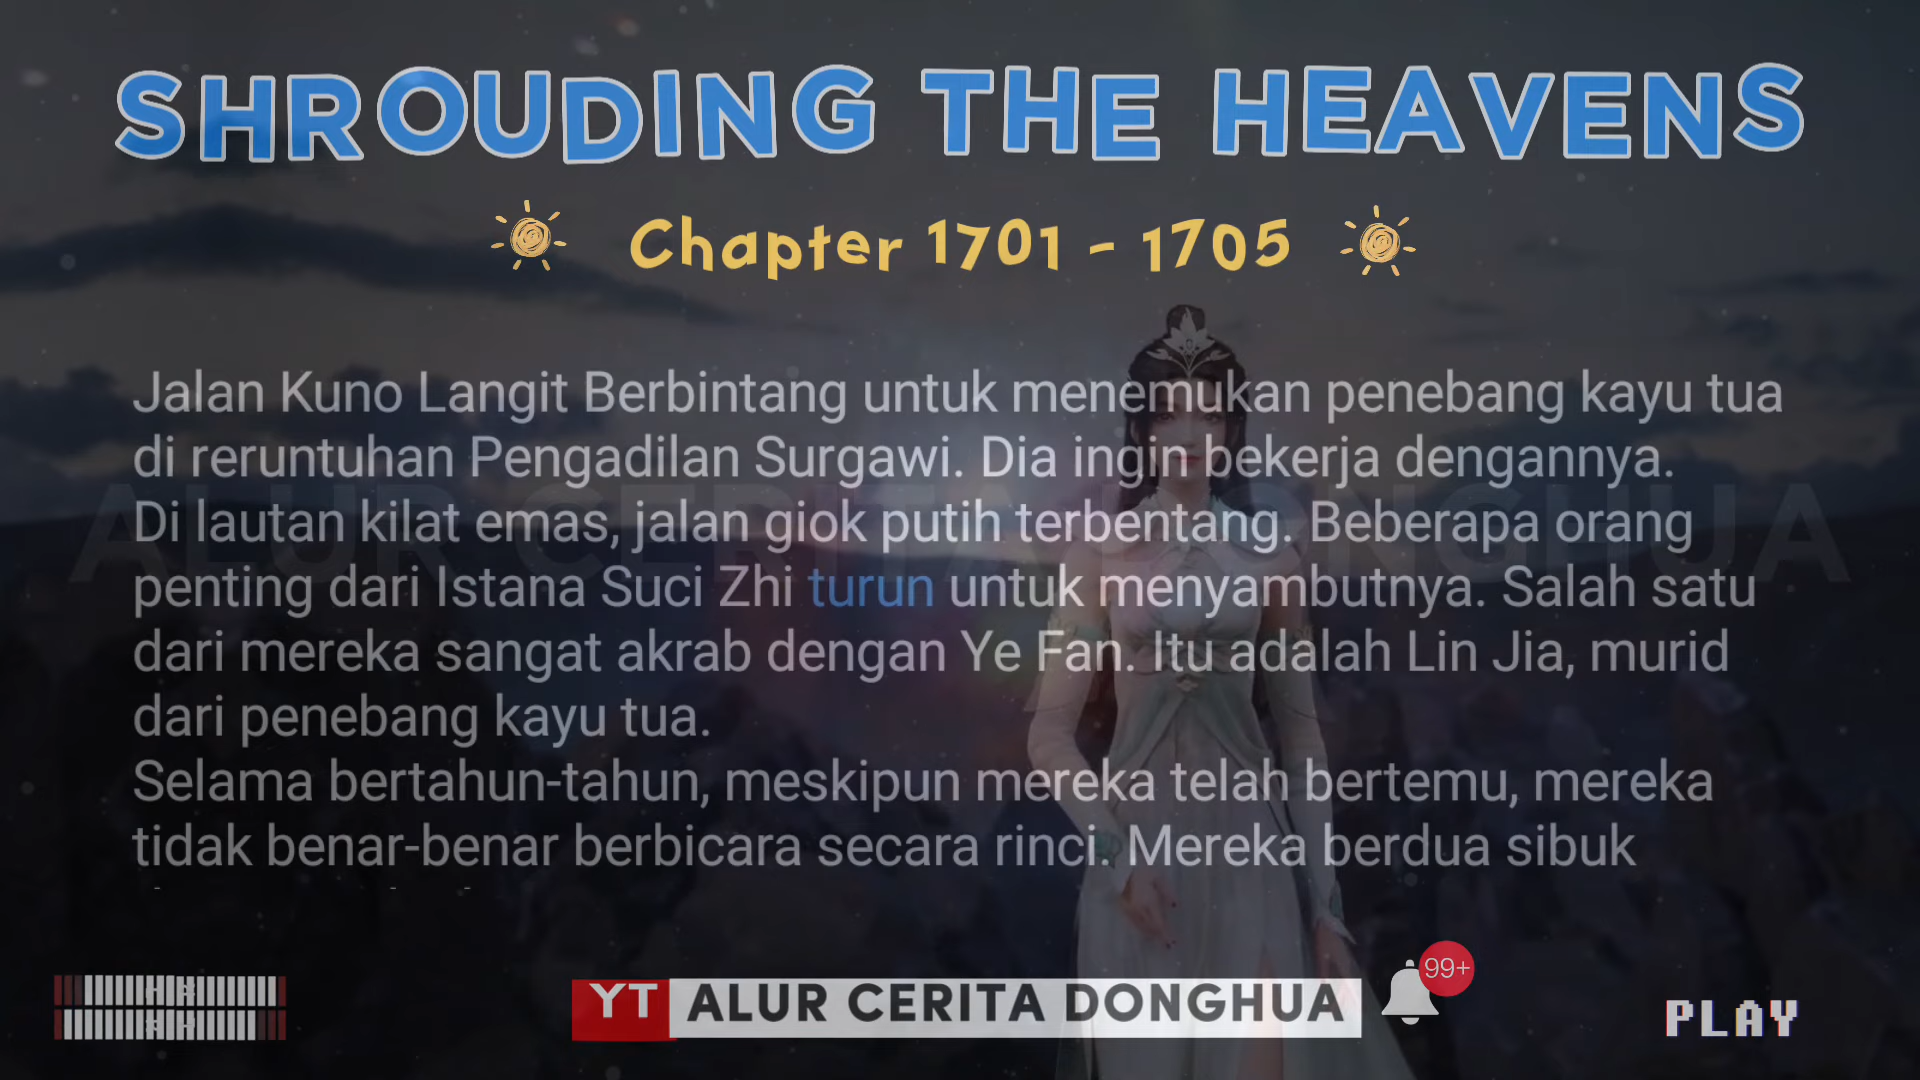 SHROUDING THE HEAVENS
Chapter 1701 - 1705
Jalan Kuno Langit Berbintang untuk menemukan penebang kayu tua
di reruntuhan Pengadilan Surgawi. Dia ingin bekerja dengannya.
ALUR CERITA DONGHUA
Di lautan kilat emas, jalan giok putih terbentang. Beberapa orang
penting dari Istana Suci Zhi turun untuk menyambutnya. Salah satu
dari mereka sangat akrab dengan Ye Fan. Itu adalah Lin Jia, murid
dari penebang kayu tua.
Selama bertahun-tahun, meskipun mereka telah bertemu, mereka
tidak benar-benar berbicara secara rinci. Mereka berdua sibuk
YT ALUR CERITA DONGHUA
99+
PLAY